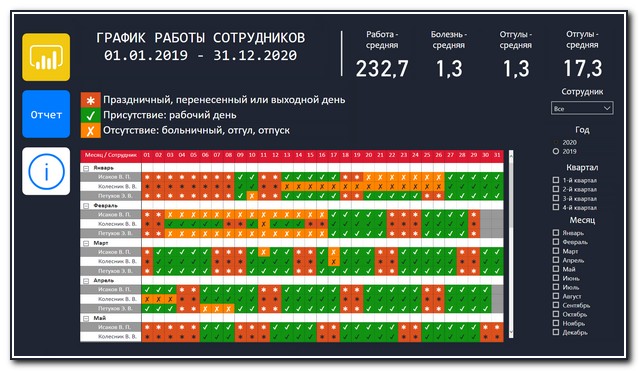 ГРАФИК РАБОТЫ СОТРУДНИКОВ
01.01.2019 - 31.12.2020
Работа - средняя
232,7
Болезнь - средняя
1,3
Отгулы - средняя
1,3
Отгулы - средняя
17,3
Отчет
Праздничный, перенесенный или выходной день
Присутствие: рабочий день
Отсутствие: больничный, отгул, отпуск
Сотрудник
Все
Год
2020
2019
Квартал
1-й квартал
2-й квартал
3-й квартал
4-й квартал
Месяц
Январь
Февраль
Март
Апрель
Май
Июнь
Июль
Август
Сентябрь
Октябрь
Ноябрь
Декабрь
Месяц / Сотрудник 01 02 03 04 05 06 07 08 09 10 11 12 13 14 15 16 17 18 19 20 21 22 23 24 25 26 27 28 29 30 31
Январь
Исаков В. П.
Колесник В. В.
Петухов З. В.
Февраль
Исаков В. П.
Колесник В. В.
Петухов З. В.
Март
Исаков В. П.
Колесник В. В.
Петухов З. В.
Апрель
Исаков В. П.
Колесник В. В.
Петухов З. В.
Май
Исаков В. П.
Колесник В. В.